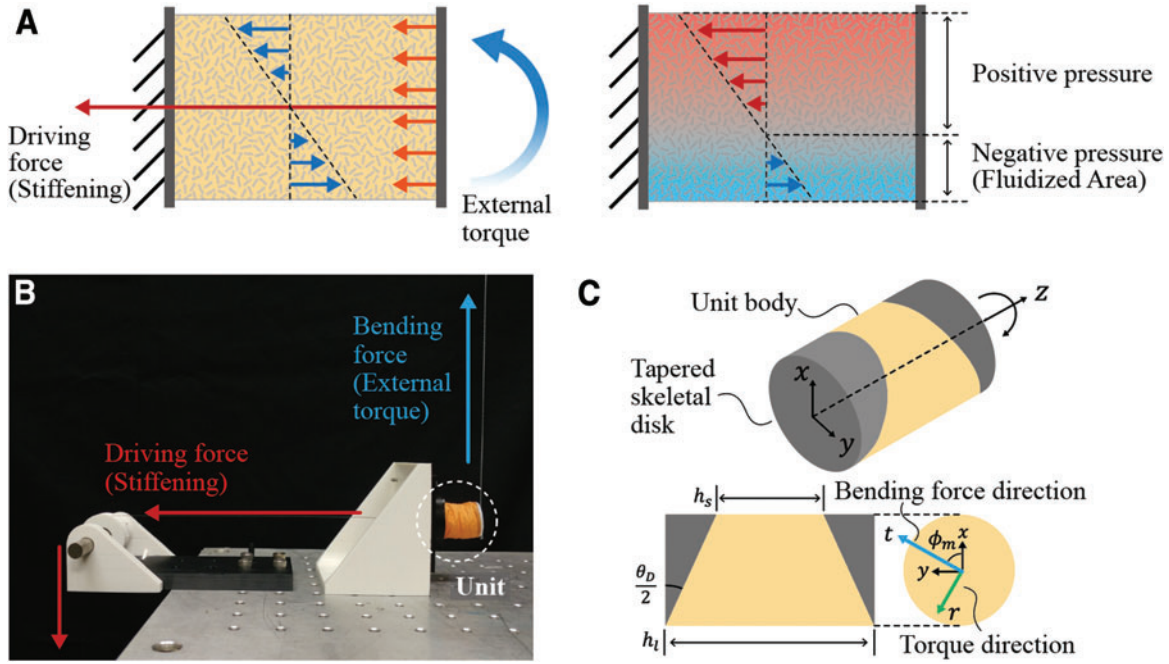 A
Driving
force
(Stiffening)
External
torque
Positive pressure
Negative pressure
(Fluidized Area)
B
Bending
force
(External
torque)
Driving force
(Stiffening)
Unit
C
Unit body
z
Tapered
skeletal
disk
x
y
h_s
Bending force direction
t
ϕ_m
x
y
θ_D
2
r
h_l
Torque direction